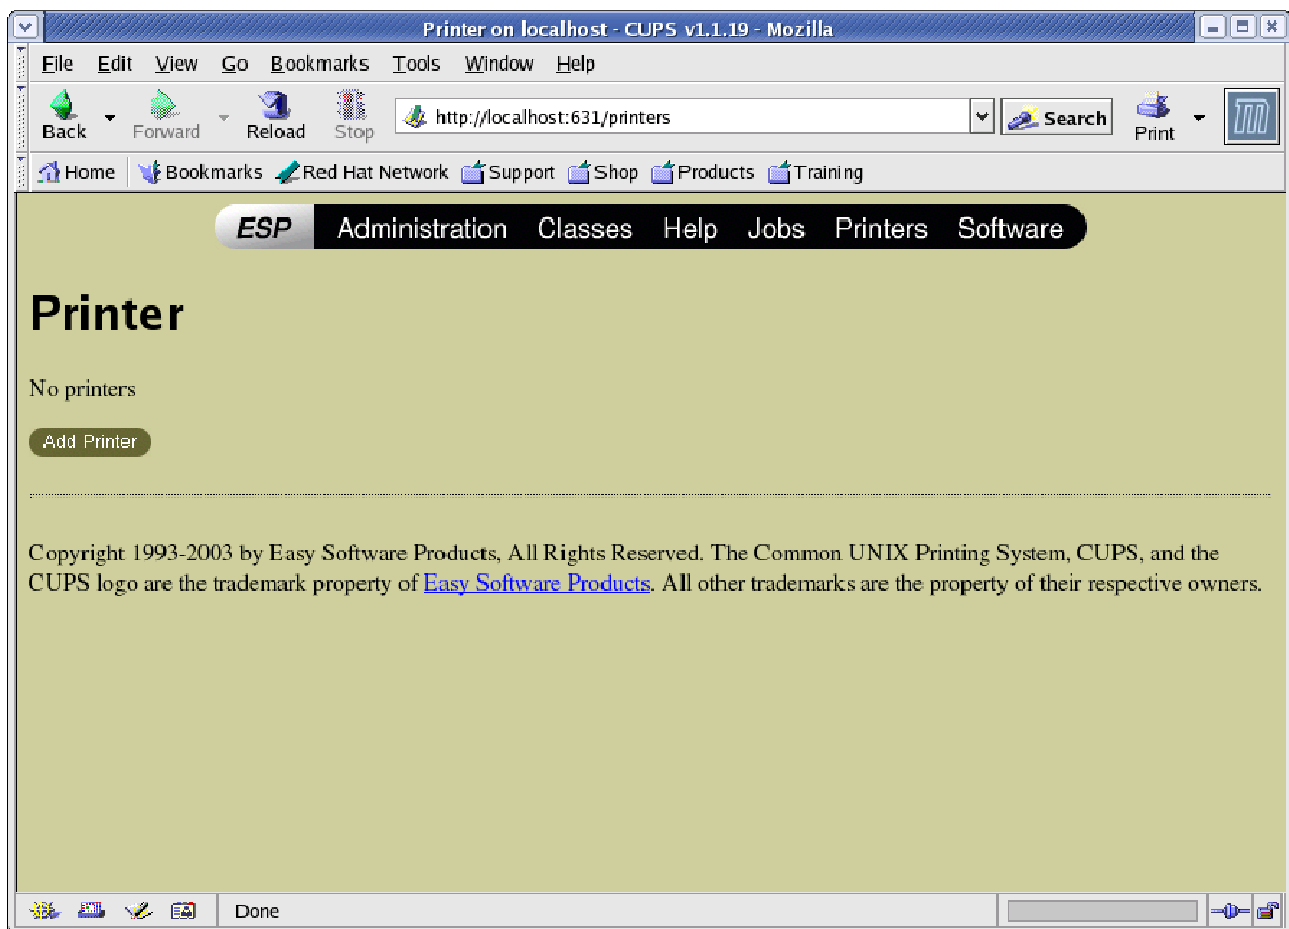 Printer on localhost - CUPS v1.1.19 - Mozilla
File Edit View Go Bookmarks Tools Window Help
Back Forward Reload Stop http://localhost:631/printers Search Print
Home Bookmarks Red Hat Network Support Shop Products Training
ESP Administration Classes Help Jobs Printers Software
Printer
No printers
Add Printer
Copyright 1993-2003 by Easy Software Products, All Rights Reserved. The Common UNIX Printing System, CUPS, and the
CUPS logo are the trademark property of Easy Software Products. All other trademarks are the property of their respective owners.
Done